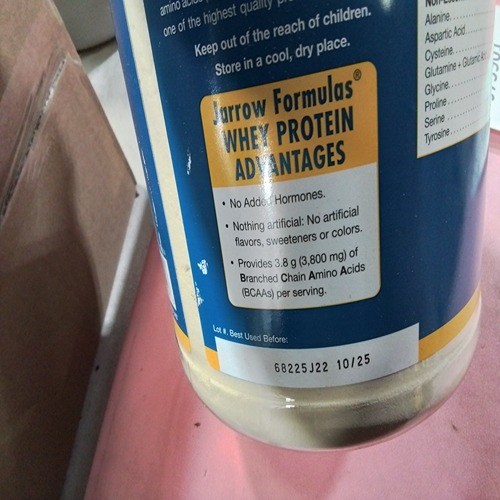 amino
one of the highest quality
Keep out of the reach of children.
Store in a cool, dry place.
Jarrow Formulas®
WHEY PROTEIN
ADVANTAGES
• No Added Hormones.
• Nothing artificial: No artificial
flavors, sweeteners or colors.
• Provides 3.8 g (3,800 mg) of
Branched Chain Amino Acids
(BCAAs) per serving.
Lot #, Best Used Before:
68225J22 10/25
Alanine
Aspartic Acid
Cysteine
Glutamine + Glutamic
Glycine
Proline
Serine
Tyrosine